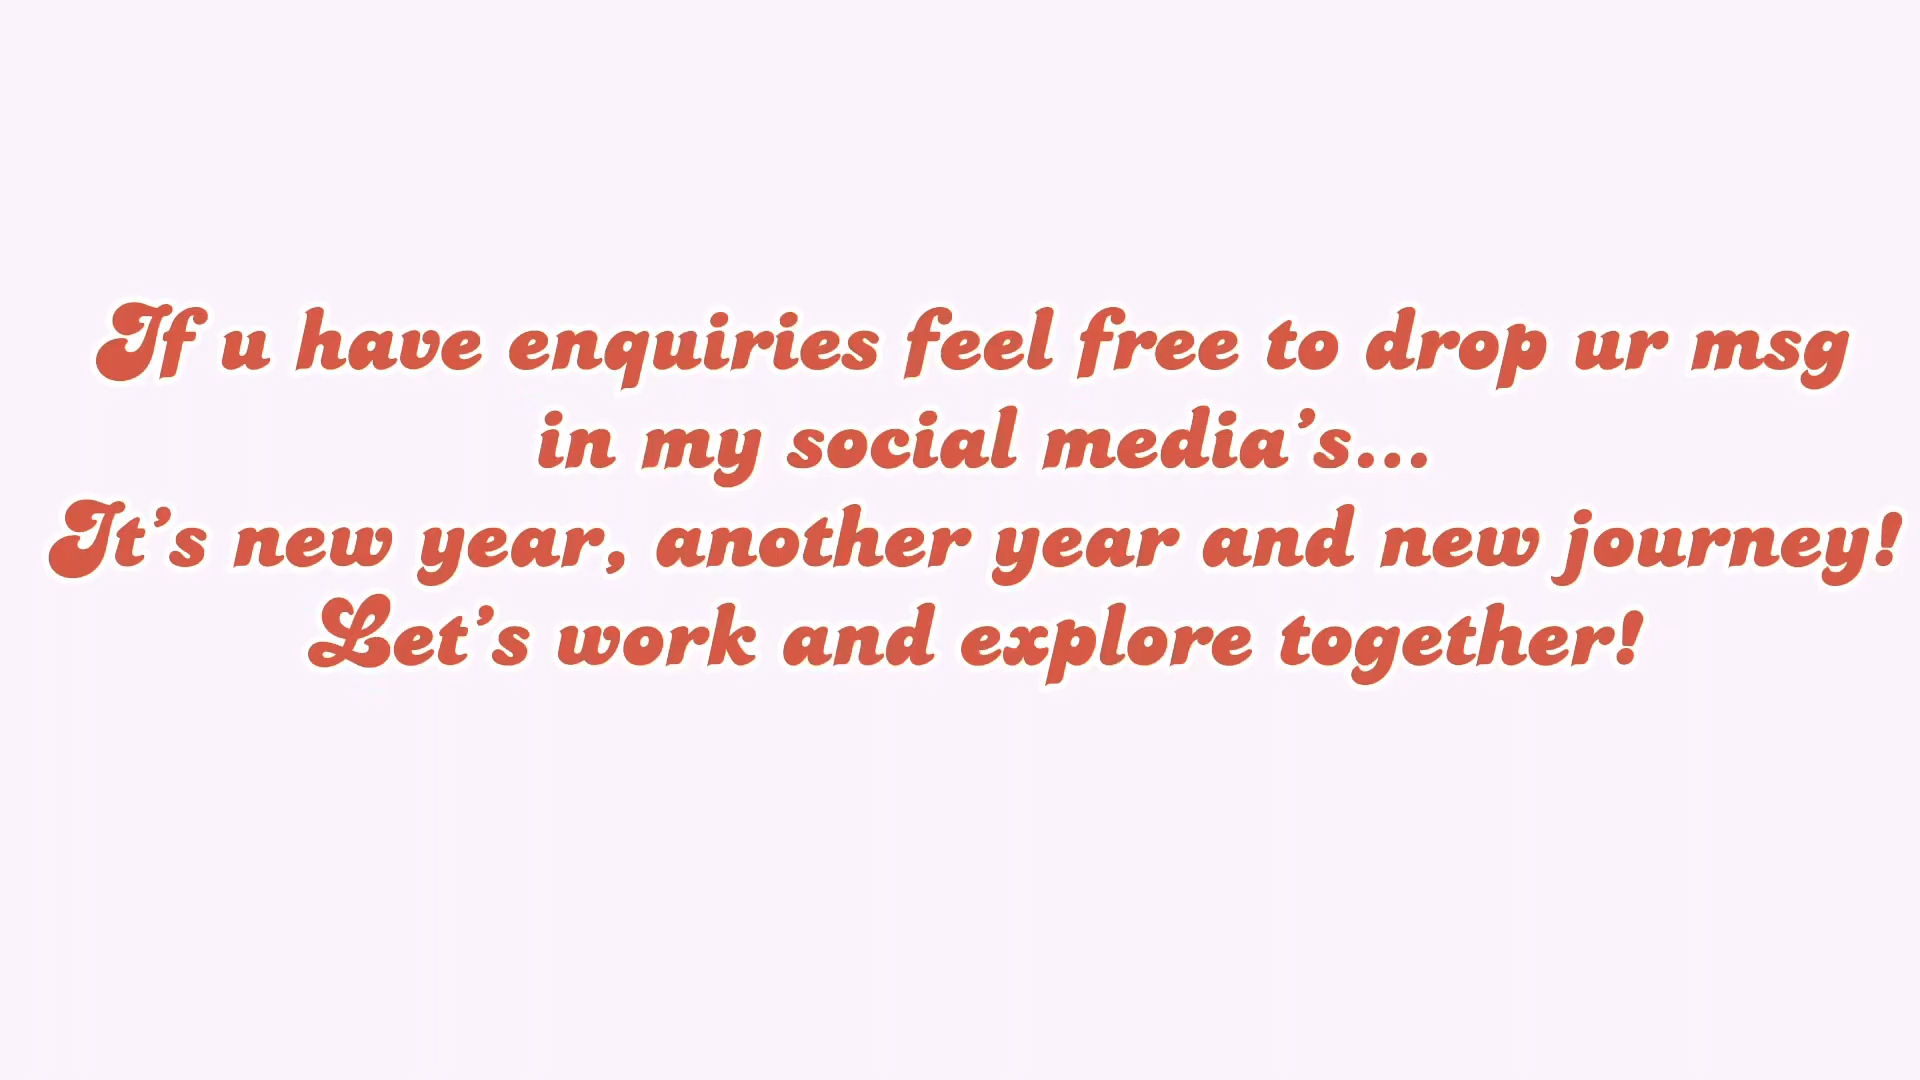 If u have enquiries feel free to drop ur msg
in my social media’s...
It’s new year, another year and new journey!
Let’s work and explore together!